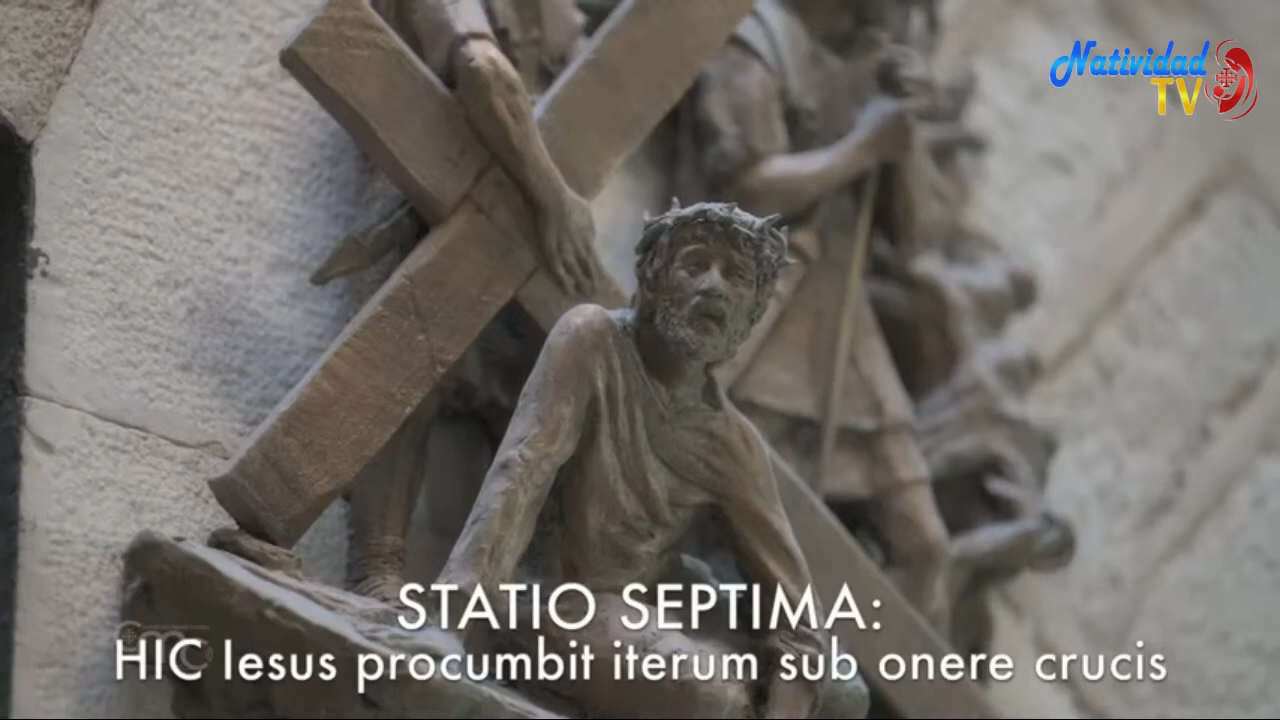 Natividad
TV
STATIO SEPTIMA:
HIC Iesus procumbit iterum sub onere crucis